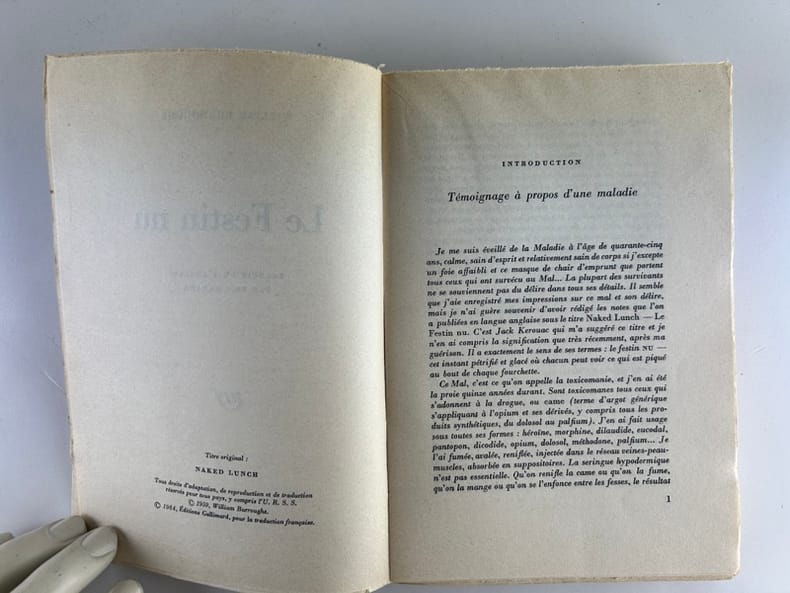 Le Festin nu
Titre original :
NAKED LUNCH
Tous droits d'adaptation, de reproduction et de traduction
réservés pour tous pays, y compris l'U. R. S. S.
© 1959, William Burroughs.
© 1964, Éditions Gallimard, pour la traduction française.
INTRODUCTION
Témoignage à propos d'une maladie
Je me suis éveillé de la Maladie à l'âge de quarante-cinq
ans, calme, sain d'esprit et relativement sain de corps si j'excepte
un foie affaibli et ce masque de chair d'emprunt que portent
tous ceux qui ont survécu au Mal... La plupart des survivants
ne se souviennent pas du délire dans tous ses détails. Il semble
que j'aie enregistré mes impressions sur ce mal et son délire,
mais je n'ai guère souvenir d'avoir rédigé les notes que l'on
a publiées en langue anglaise sous le titre Naked Lunch — Le
Festin nu. C'est Jack Kerouac qui m'a suggéré ce titre et je
n'en ai compris la signification que très récemment, après ma
guérison. Il a exactement le sens de ses termes : le festin NU —
cet instant pétrifié et glacé où chacun peut voir ce qui est piqué
au bout de chaque fourchette.
Ce Mal, c'est ce qu'on appelle la toxicomanie, et j'en ai été
la proie quinze années durant. Sont toxicomanes tous ceux qui
s'adonnent à la drogue, ou came (terme d'argot générique
s'appliquant à l'opium et ses dérivés, y compris tous les pro-
duits synthétiques, du dolosal au palfium). J'en ai fait usage
sous toutes ses formes : héroïne, morphine, dilaudide, eucodal,
pantopon, dicodide, opium, dolosol, méthodone, palfium... Je
l'ai fumée, avalée, reniflée, injectée dans le réseau veines-peau-
muscles, absorbée en suppositoires. La seringue hypodermique
n'est pas essentielle. Qu'on renifle la came ou qu'on la fume,
qu'on la mange ou qu'on se l'enfonce entre les fesses, le résultat
1